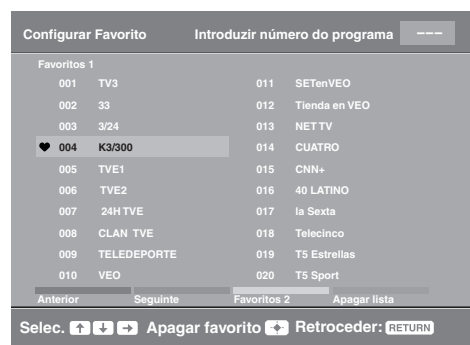 Configurar Favorito Introduzir número do programa ---
Favoritos 1
001 TV3 011 SETenVEO
002 33 012 Tienda en VEO
003 3/24 013 NET TV
004 K3/300 014 CUATRO
005 TVE1 015 CNN+
006 TVE2 016 40 LATINO
007 24H TVE 017 la Sexta
008 CLAN TVE 018 Telecinco
009 TELEDEPORTE 019 T5 Estrellas
010 VEO 020 T5 Sport
Anterior Seguinte Favoritos 2 Apagar lista
Selec. Apagar favorito Retroceder: RETURN